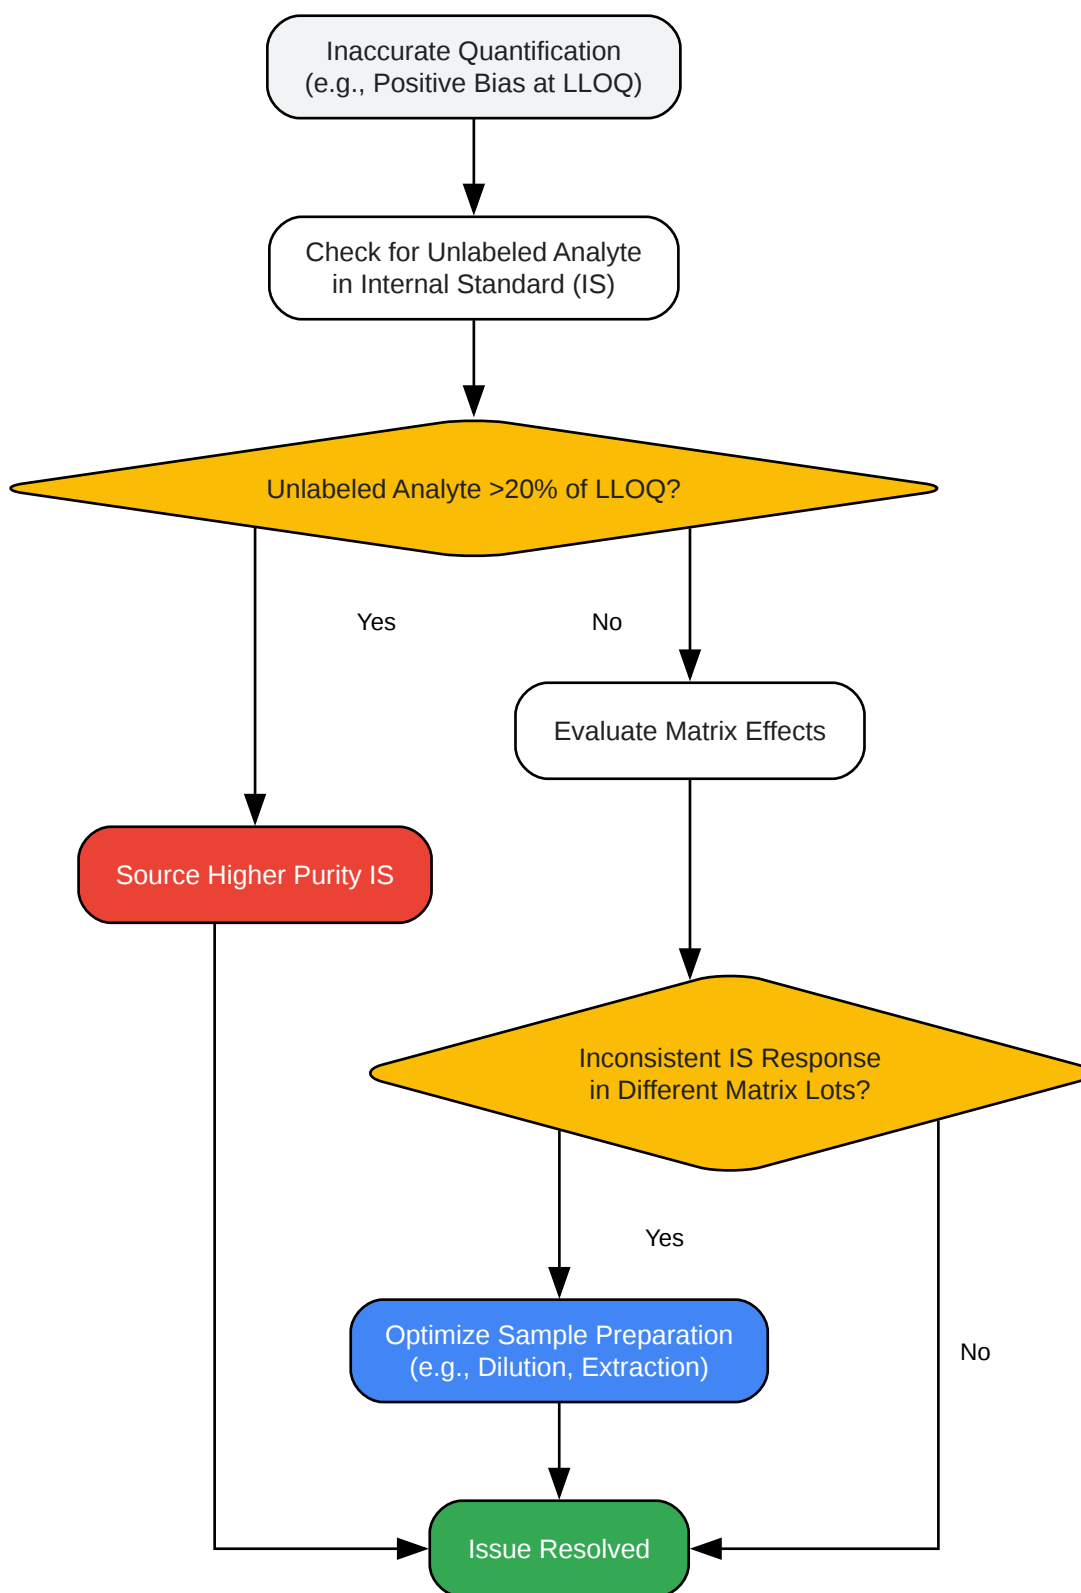 Inaccurate Quantification
(e.g., Positive Bias at LLOQ)
Check for Unlabeled Analyte
in Internal Standard (IS)
Unlabeled Analyte >20% of LLOQ?
Yes
No
Evaluate Matrix Effects
Source Higher Purity IS
Inconsistent IS Response
in Different Matrix Lots?
Yes
Optimize Sample Preparation
(e.g., Dilution, Extraction)
No
Issue Resolved